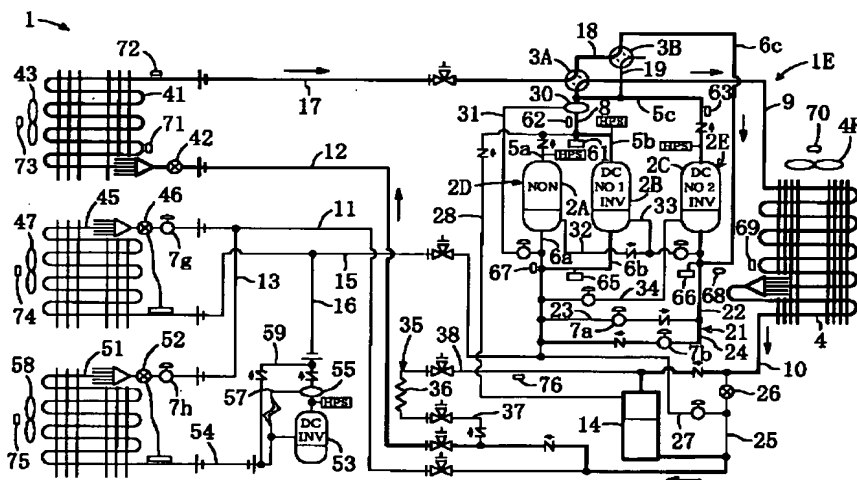 1
72
18
3B
6c
3A
1E
43
41
17
19
63
30
8
5c
9
70
31
62
HPS
4F
71
42
12
61
5b
HPS
2E
73
5a
HPS
2C
45
46
11
2D
NON
2A
DC
NO 1
INV
2B
DC
NO 2
INV
47
28
33
69
7g
15
32
6a
6b
67
65
34
66
68
74
13
16
23
7a
22
21
24
4
59
35
38
7b
10
58
51
52
55
36
76
26
57
HPS
37
7h
DC
INV
53
14
27
25
75
54